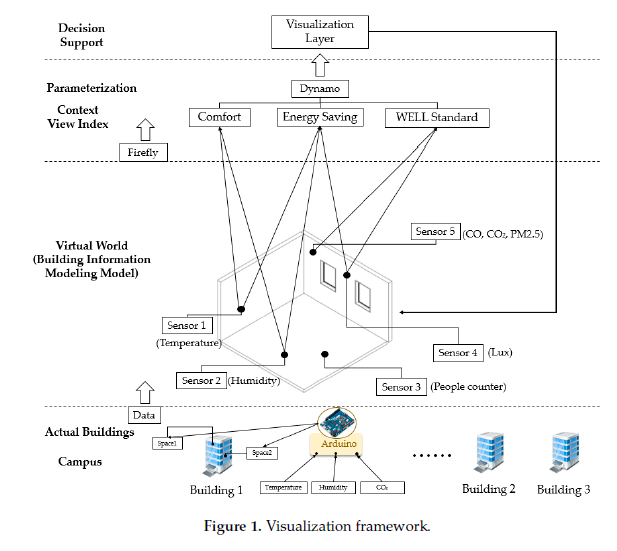 Decision
Support
Visualization
Layer
Parameterization
Dynamo
Context
View Index
Comfort
Energy Saving
WELL Standard
Firefly
Virtual World
(Building Information
Modeling Model)
Sensor 5
(CO, CO₂, PM2.5)
Sensor 1
(Temperature)
Sensor 4
(Lux)
Sensor 2
(Humidity)
Sensor 3
(People counter)
Data
Actual Buildings
Campus
Space1
Space2
Arduino
......
Building 1
Temperature
Humidity
CO₂
Building 2
Building 3
Figure 1. Visualization framework.